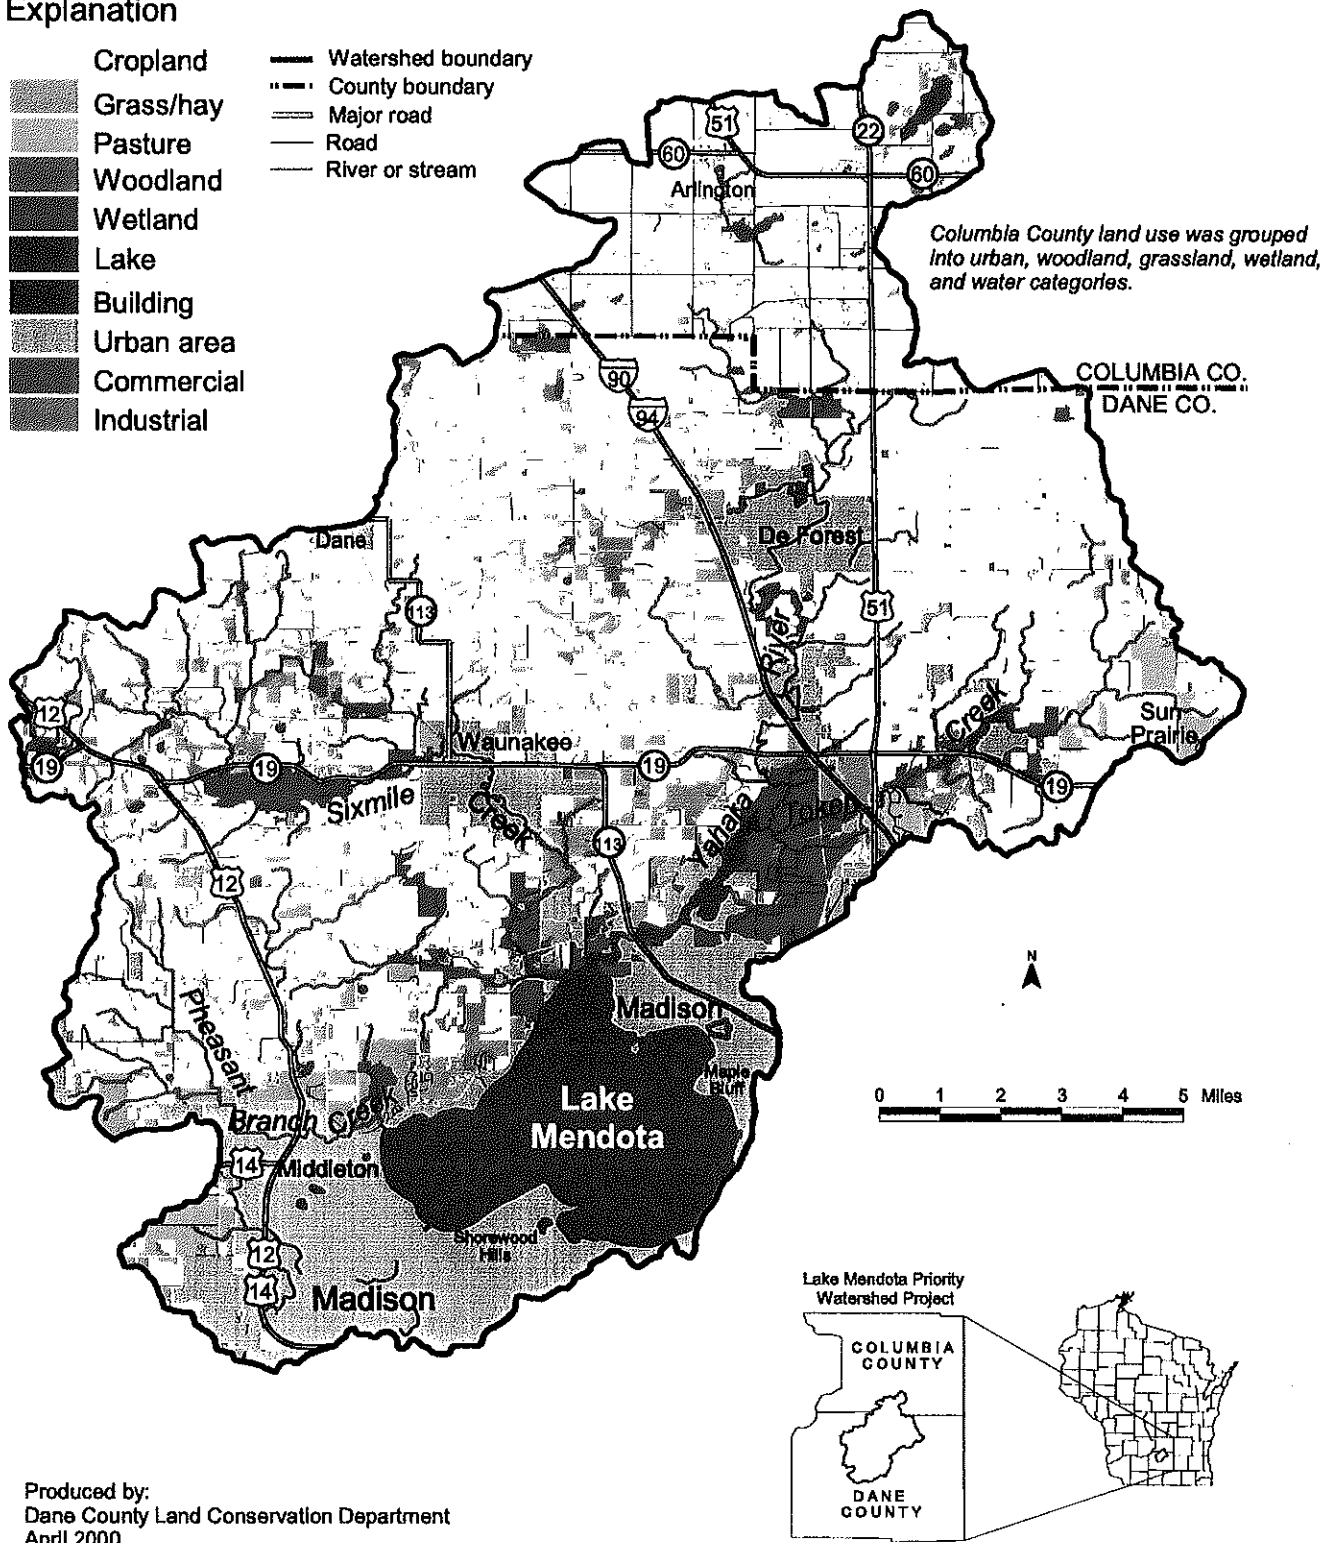 Explanation
Cropland
Grass/hay
Pasture
Woodland
Wetland
Lake
Building
Urban area
Commercial
Industrial
Watershed boundary
County boundary
Major road
Road
River or stream
51
22
60
60
Arlington
Columbia County land use was grouped
into urban, woodland, grassland, wetland,
and water categories.
90
94
COLUMBIA CO.
DANE CO.
De Forest
Dane
113
51
River
12
Creek
Sun
Prairie
Waunakee
19
19
19
19
Sixmile
Creek
Yahara
Token
113
12
N
Pheasant
Madison
Maple
Bluff
Lake
Mendota
0 1 2 3 4 5 Miles
Branch Creek
14
Middleton
Shorewood
Hills
12
14
Madison
Lake Mendota Priority
Watershed Project
COLUMBIA
COUNTY
DANE
COUNTY
Produced by:
Dane County Land Conservation Department
April 2000